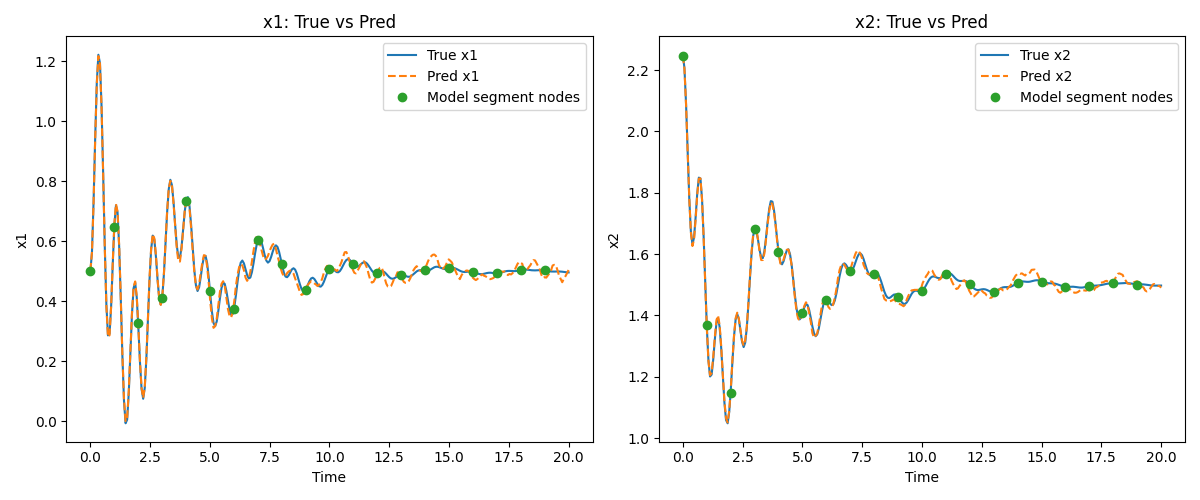 x1: True vs Pred
True x1
Pred x1
Model segment nodes
x1
1.2
1.0
0.8
0.6
0.4
0.2
0.0
0.0 2.5 5.0 7.5 10.0 12.5 15.0 17.5 20.0
Time
x2: True vs Pred
True x2
Pred x2
Model segment nodes
x2
2.2
2.0
1.8
1.6
1.4
1.2
1.0
0.0 2.5 5.0 7.5 10.0 12.5 15.0 17.5 20.0
Time